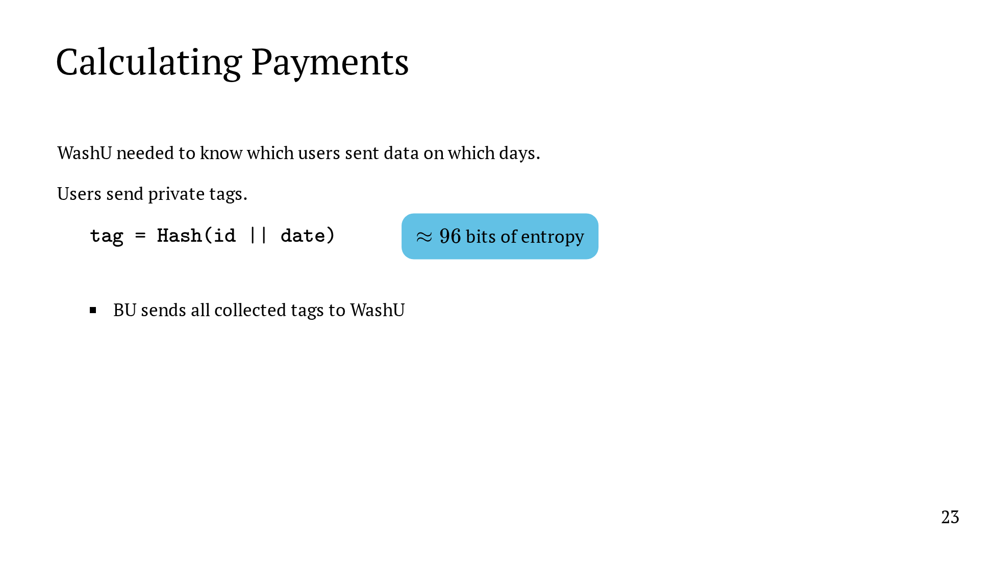 Calculating Payments
WashU needed to know which users sent data on which days.
Users send private tags.
tag = Hash(id || date)
≈ 96 bits of entropy
▪ BU sends all collected tags to WashU
23